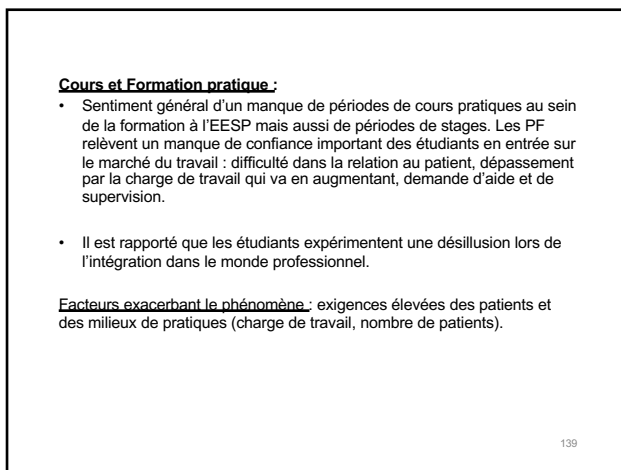 Cours et Formation pratique :
• Sentiment général d'un manque de périodes de cours pratiques au sein
de la formation à l'EESP mais aussi de périodes de stages. Les PF
relèvent un manque de confiance important des étudiants en entrée sur
le marché du travail : difficulté dans la relation au patient, dépassement
par la charge de travail qui va en augmentant, demande d'aide et de
supervision.
• Il est rapporté que les étudiants expérimentent une désillusion lors de
l'intégration dans le monde professionnel.
Facteurs exacerbant le phénomène : exigences élevées des patients et
des milieux de pratiques (charge de travail, nombre de patients).
139